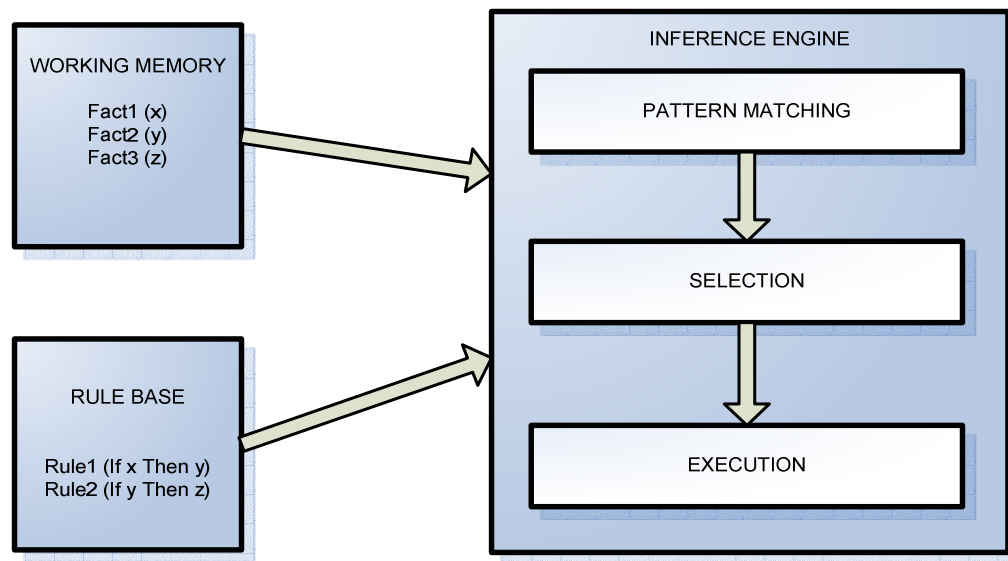 WORKING MEMORY
Fact1 (x)
Fact2 (y)
Fact3 (z)
RULE BASE
Rule1 (If x Then y)
Rule2 (If y Then z)
INFERENCE ENGINE
PATTERN MATCHING
SELECTION
EXECUTION